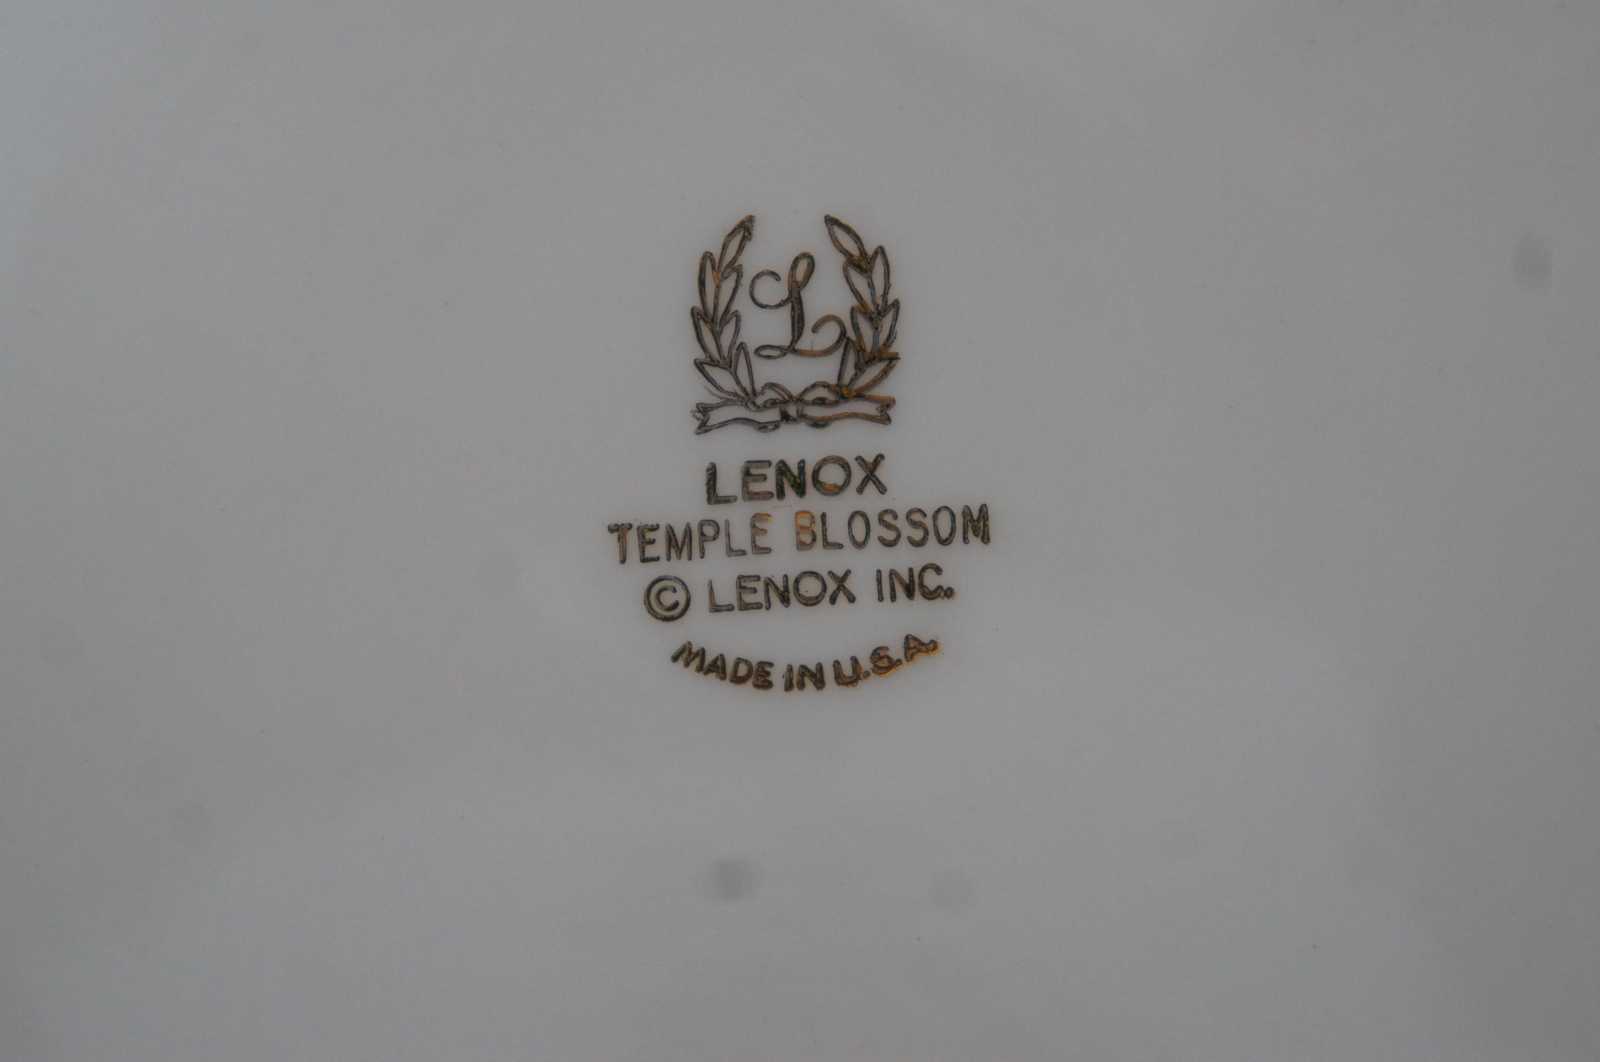 L
LENOX
TEMPLE BLOSSOM
© LENOX INC.
MADE IN U.S.A.